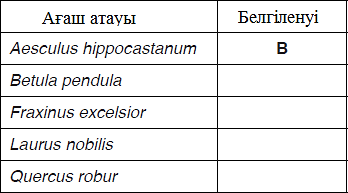 Ағаш атауы Белгіленуі
Aesculus hippocastanum B
Betula pendula
Fraxinus excelsior
Laurus nobilis
Quercus robur